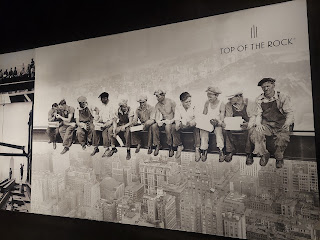 TOP OF THE ROCK